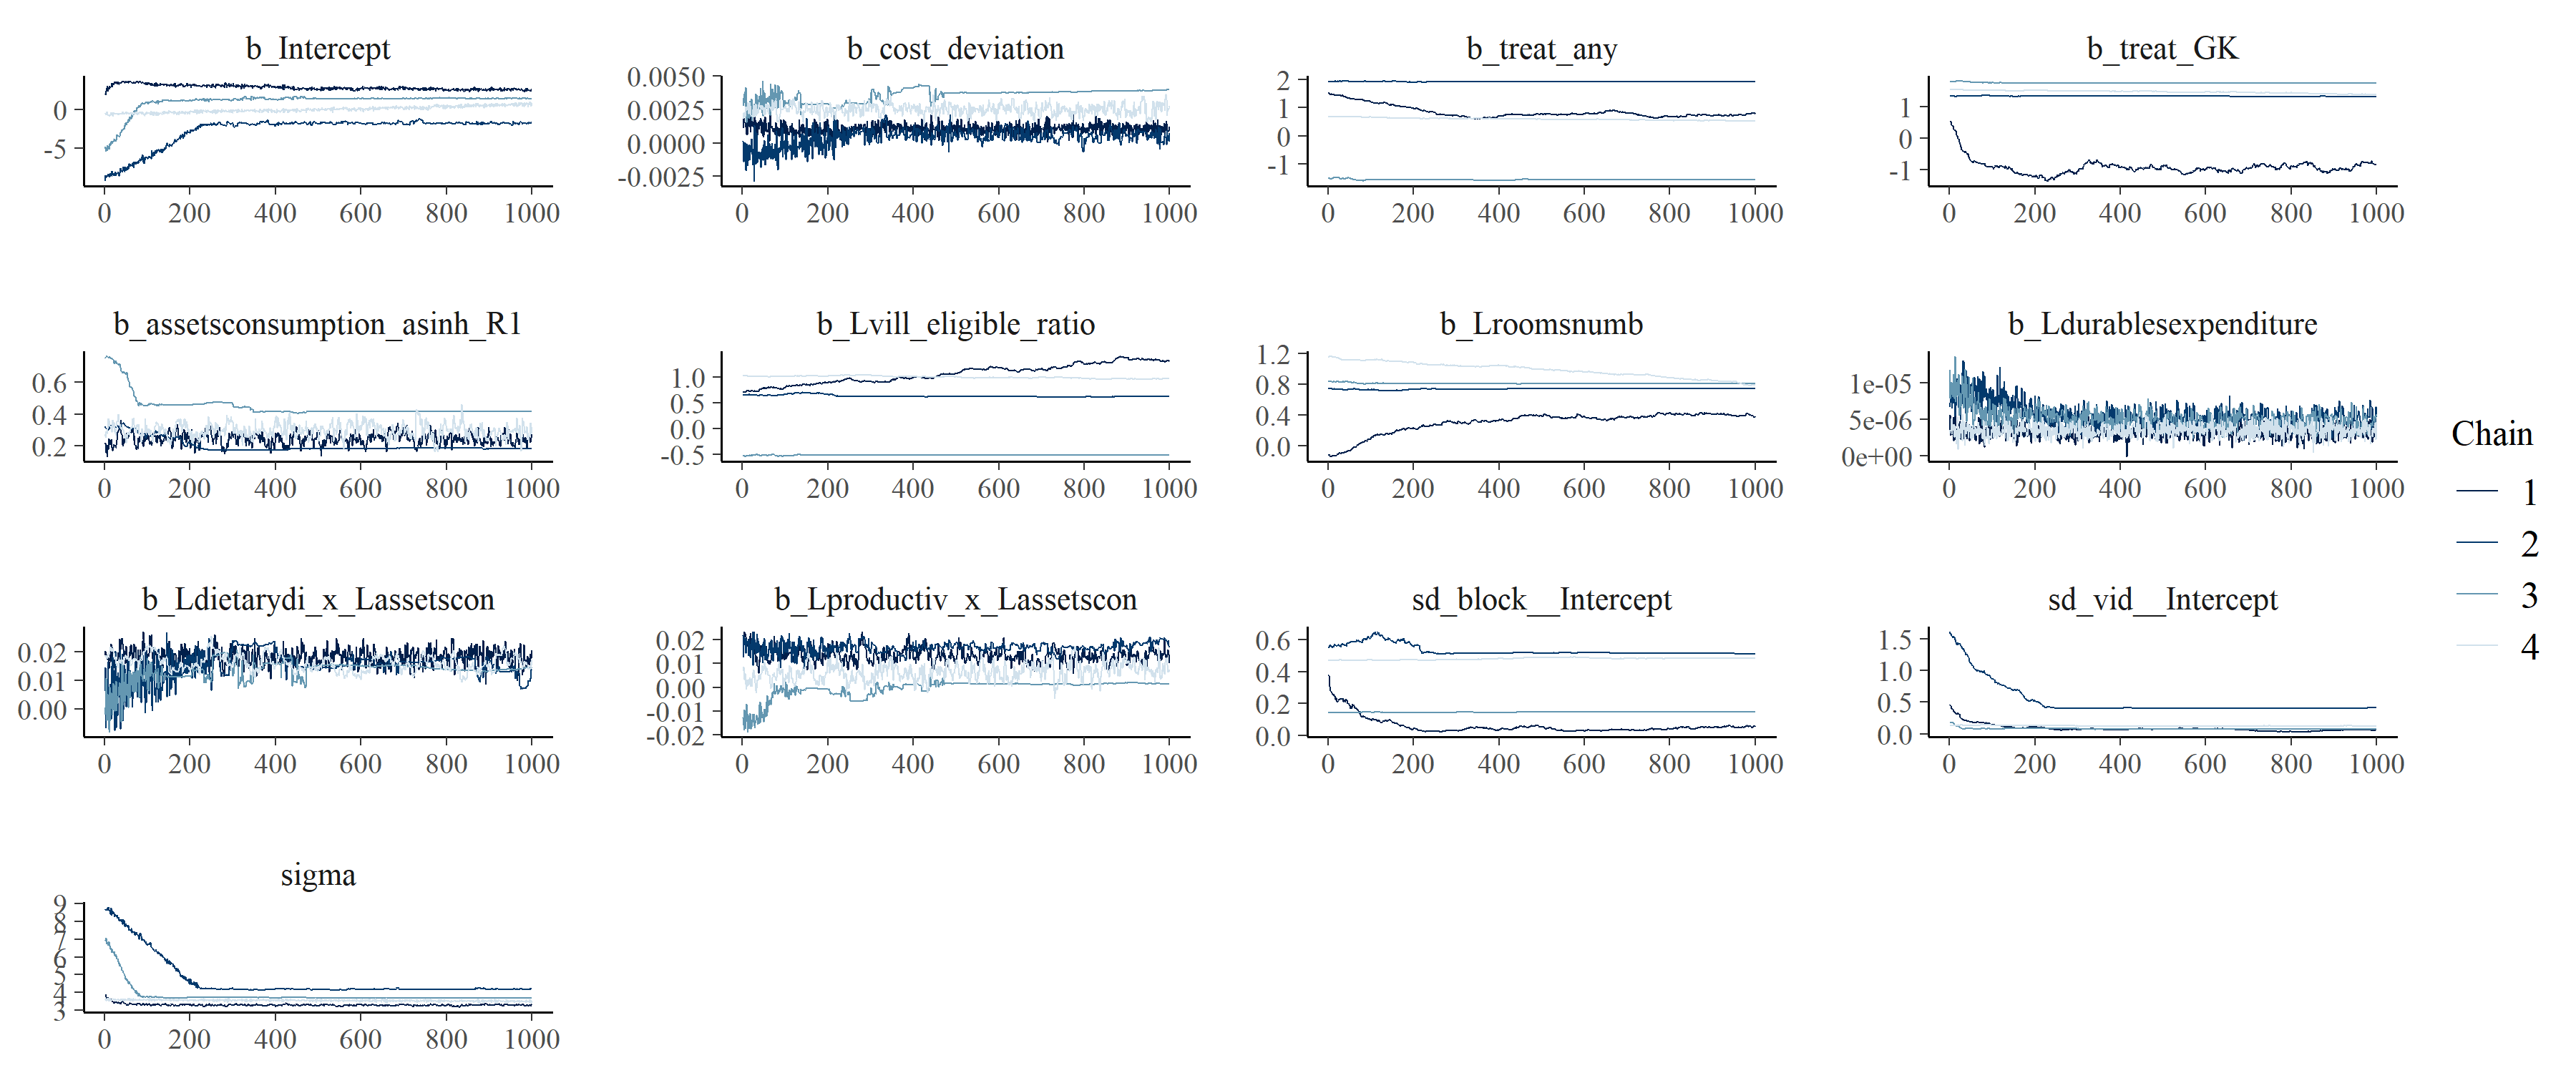 b_Intercept
0
-5
0 200 400 600 800 1000
b_cost_deviation
0.0050
0.0025
0.0000
-0.0025
0 200 400 600 800 1000
b_treat_any
2
1
0
-1
0 200 400 600 800 1000
b_treat_GK
1
0
-1
0 200 400 600 800 1000
b_assetsconsumption_asinh_R1
0.6
0.4
0.2
0 200 400 600 800 1000
b_Lvill_eligible_ratio
1.0
0.5
0.0
-0.5
0 200 400 600 800 1000
b_Lroomsnumb
1.2
0.8
0.4
0.0
0 200 400 600 800 1000
b_Ldurablesexpenditure
1e-05
5e-06
0e+00
0 200 400 600 800 1000
b_Ldietarydi_x_Lassetscon
0.02
0.01
0.00
0 200 400 600 800 1000
b_Lproductiv_x_Lassetscon
0.02
0.01
0.00
-0.01
-0.02
0 200 400 600 800 1000
sd_block__Intercept
0.6
0.4
0.2
0.0
0 200 400 600 800 1000
sd_vid__Intercept
1.5
1.0
0.5
0.0
0 200 400 600 800 1000
sigma
9
8
7
6
5
4
3
0 200 400 600 800 1000
Chain
1
2
3
4